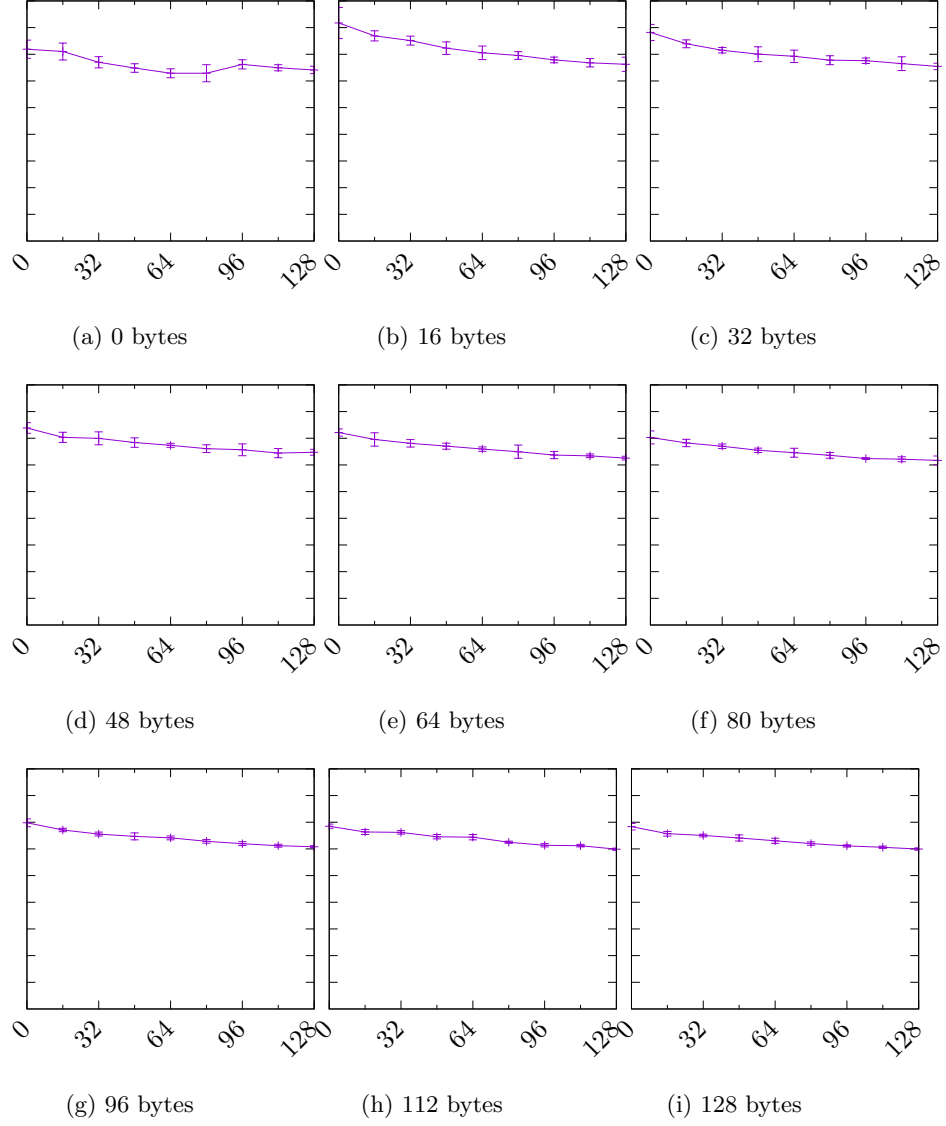 0 32 64 96 128 0 32 64 96 128 0 32 64 96 128
(a) 0 bytes (b) 16 bytes (c) 32 bytes
0 32 64 96 128 0 32 64 96 128 0 32 64 96 128
(d) 48 bytes (e) 64 bytes (f) 80 bytes
0 32 64 96 128 0 32 64 96 128 0 32 64 96 128
(g) 96 bytes (h) 112 bytes (i) 128 bytes